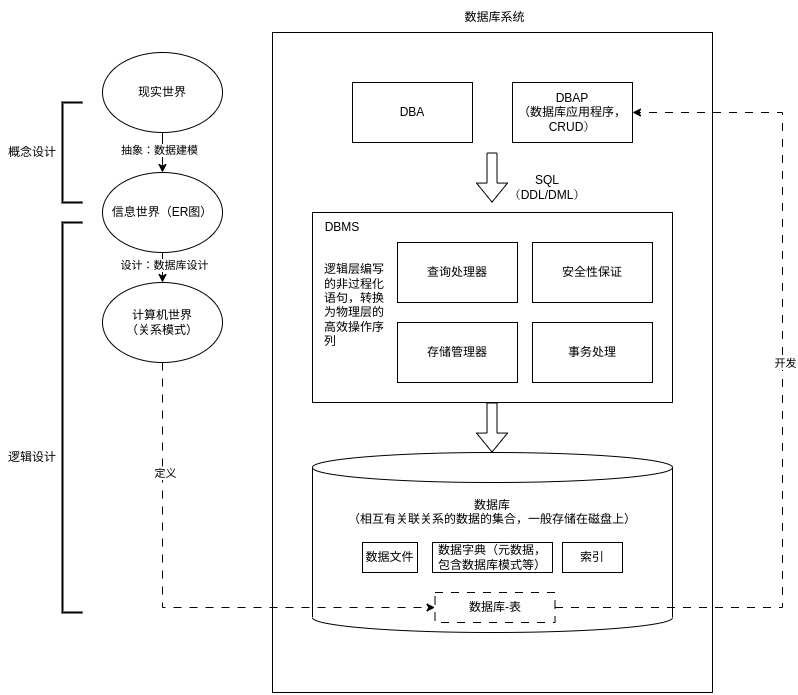 数据库系统
现实世界
概念设计
抽象：数据建模
信息世界（ER图）
设计：数据库设计
计算机世界
（关系模式）
逻辑设计
定义
DBA
DBAP
（数据库应用程序，
CRUD）
SQL
（DDL/DML）
DBMS
逻辑层编写
的非过程化
语句，转换
为物理层的
高效操作序
列
查询处理器
安全性保证
存储管理器
事务处理
开发
数据库
（相互有关联关系的数据的集合，一般存储在磁盘上）
数据文件
数据字典（元数据，
包含数据库模式等）
索引
数据库-表